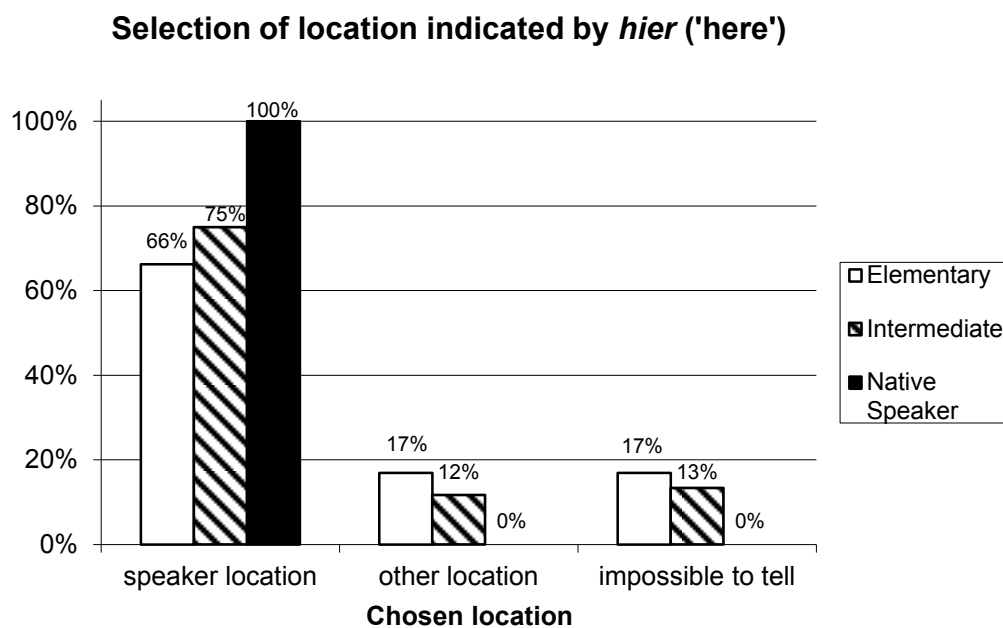 Selection of location indicated by hier ('here')
100%
80%
60%
40%
20%
0%
66%
75%
100%
17%
12%
0%
17%
13%
0%
speaker location
other location
impossible to tell
Chosen location
Elementary
Intermediate
Native
Speaker